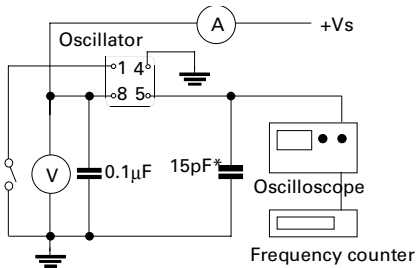 A
+Vs
Oscillator
1 4
8 5
V
0.1µF
15pF*
Oscilloscope
Frequency counter